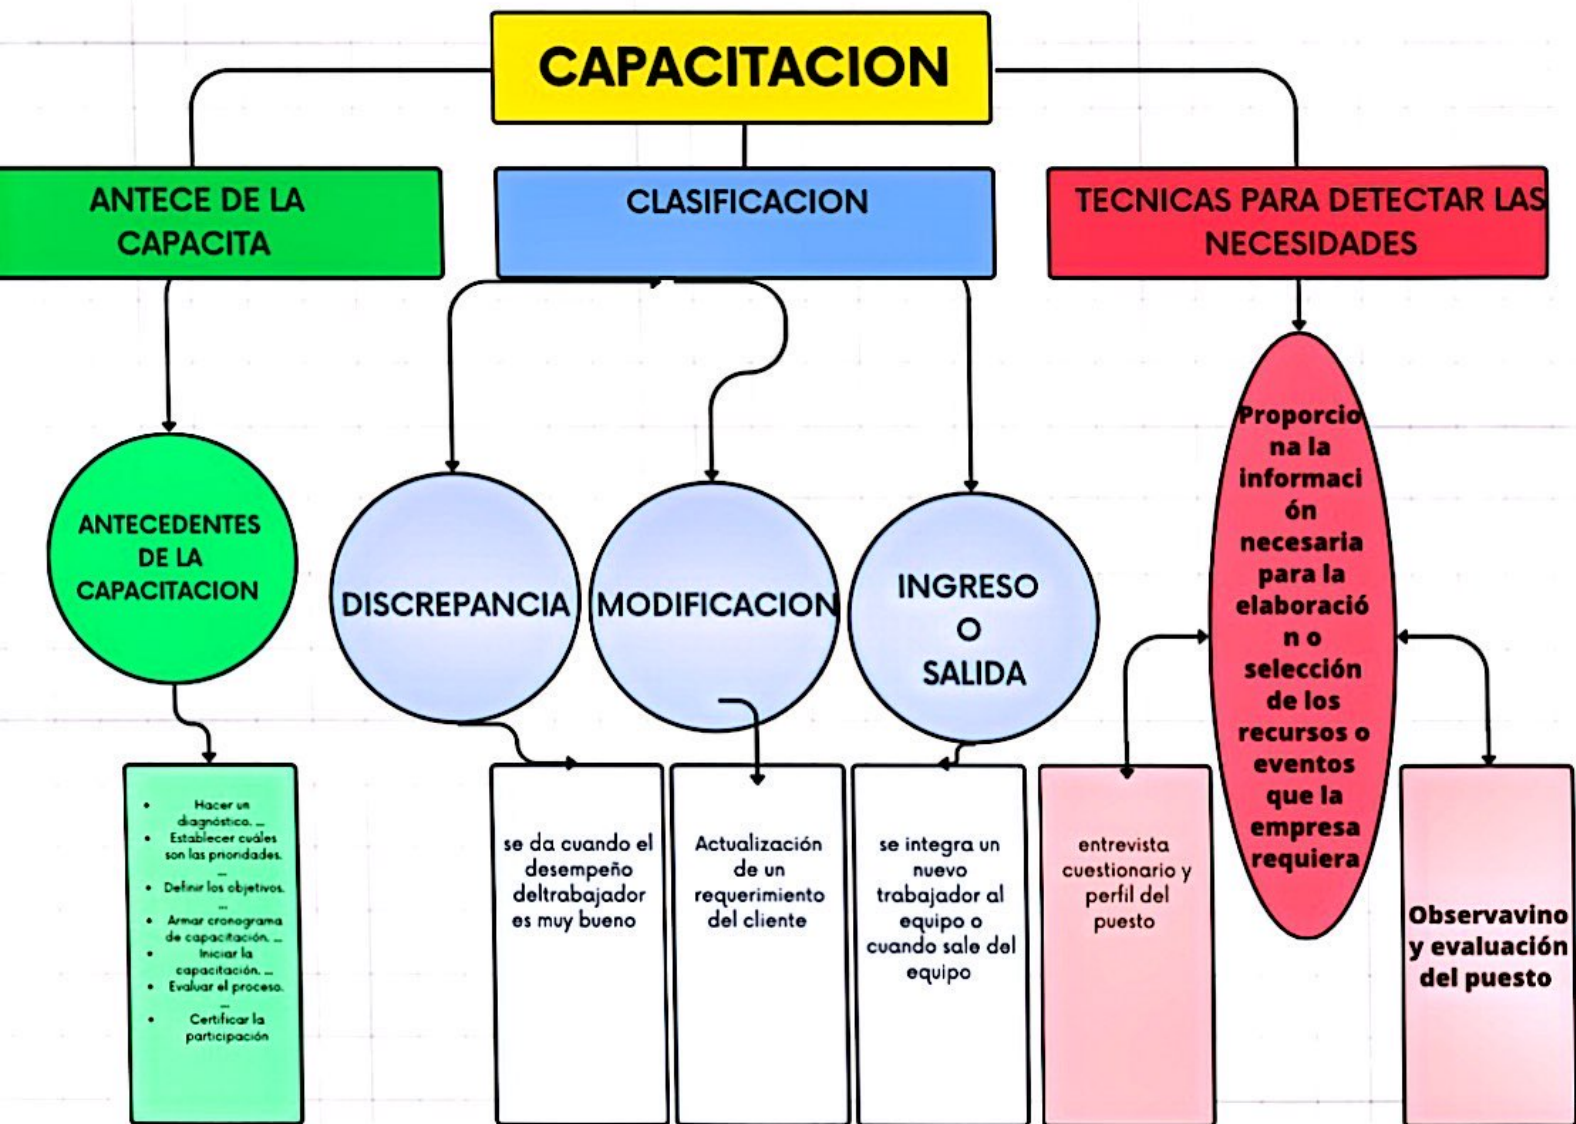 CAPACITACION
ANTECE DE LA
CAPACITA
CLASIFICACION
TECNICAS PARA DETECTAR LAS
NECESIDADES
ANTECEDENTES
DE LA
CAPACITACION
DISCREPANCIA
MODIFICACION
INGRESO
O
SALIDA
Proporcio
na la
informaci
ón
necesaria
para la
elaboració
n o
selección
de los
recursos o
eventos
que la
empresa
requiera
• Hacer un
diagnóstico. ...
• Establecer cuáles
son las prioridades.
...
• Definir los objetivos.
...
• Armar cronograma
de capacitación. ...
• Iniciar la
capacitación. ...
• Evaluar el proceso.
...
• Certificar la
participación
se da cuando el
desempeño
deltrabajador
es muy bueno
Actualización
de un
requerimiento
del cliente
se integra un
nuevo
trabajador al
equipo o
cuando sale del
equipo
entrevista
cuestionario y
perfil del
puesto
Observavino
y evaluación
del puesto